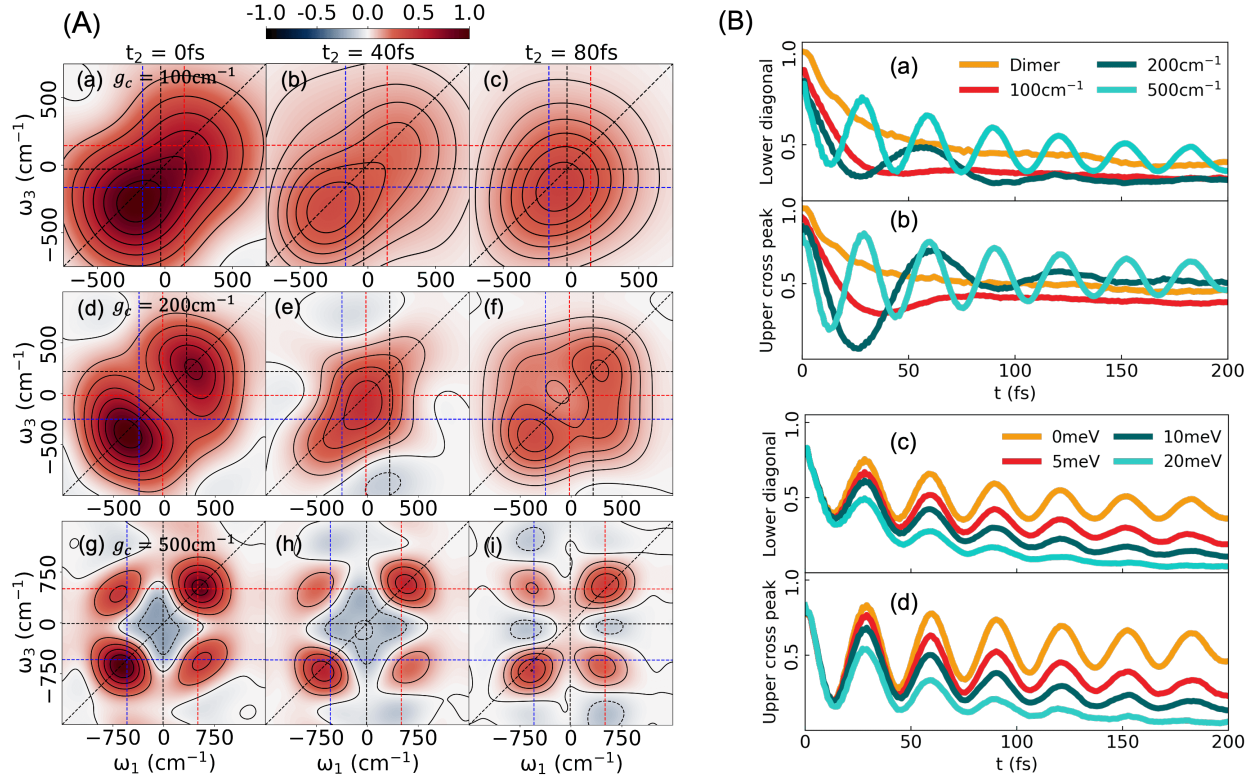 (A)
-1.0 -0.5 0.0 0.5 1.0
t₂ = 0fs t₂ = 40fs t₂ = 80fs
(a) g_c = 100cm⁻¹ (b) (c)
ω₃ (cm⁻¹)
500
0
−500
−500 0 500 −500 0 500 −500 0 500
(d) g_c = 200cm⁻¹ (e) (f)
ω₃ (cm⁻¹)
500
0
−500
−500 0 500 −500 0 500 −500 0 500
(g) g_c = 500cm⁻¹ (h) (i)
ω₃ (cm⁻¹)
750
0
−750
−750 0 750 −750 0 750 −750 0 750
ω₁ (cm⁻¹) ω₁ (cm⁻¹) ω₁ (cm⁻¹)
(B)
(a)
Dimer 200cm⁻¹
100cm⁻¹ 500cm⁻¹
Lower diagonal
1.0
0.5
(b)
Upper cross peak
1.0
0.5
0 50 100 150 200
t (fs)
(c)
0meV 10meV
5meV 20meV
Lower diagonal
1.0
0.5
(d)
Upper cross peak
1.0
0.5
0 50 100 150 200
t (fs)